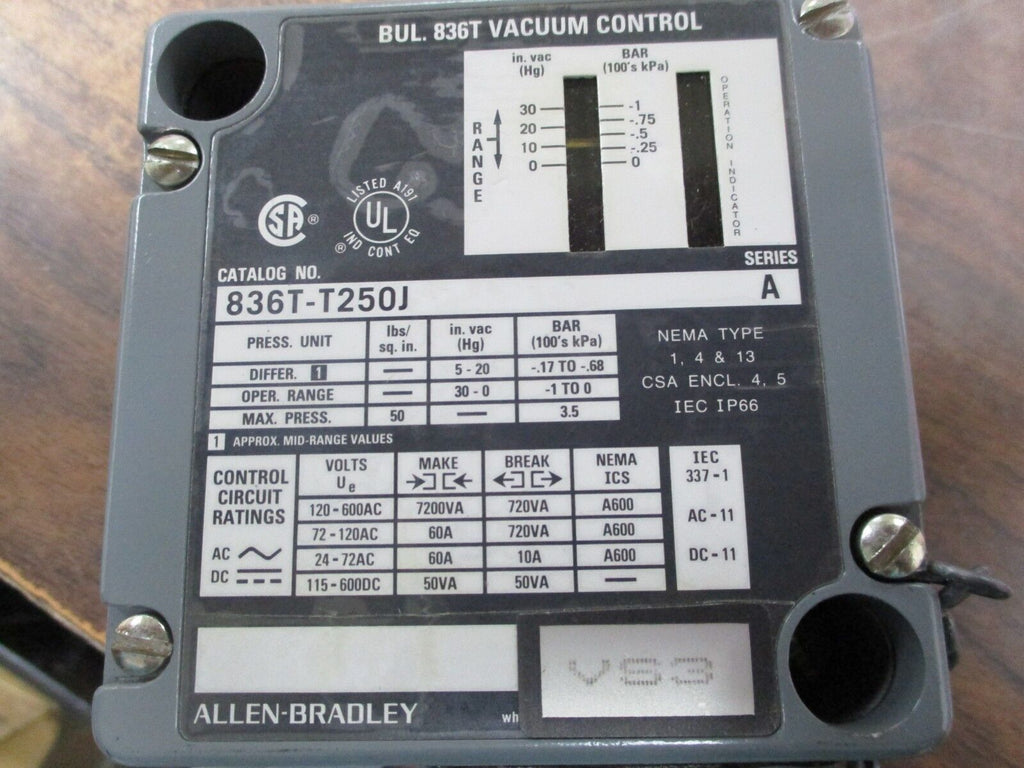 BUL. 836T VACUUM CONTROL
in. vac
(Hg)
BAR
(100's kPa)
RANGE
30 -1
20 -.75
10 -.5
0 -.25
0
OPERATION INDICATOR
SA ®
LISTED A191
UL
®
IND CONT EQ
SERIES
CATALOG NO.
836T-T250J A
PRESS. UNIT lbs/ sq. in. in. vac (Hg) BAR (100's kPa)
DIFFER. 1 — 5 - 20 -.17 TO -.68
OPER. RANGE — 30 - 0 -1 TO 0
MAX. PRESS. 50 — 3.5
1 APPROX. MID-RANGE VALUES
NEMA TYPE
1, 4 & 13
CSA ENCL. 4, 5
IEC IP66
CONTROL
CIRCUIT
RATINGS
AC
DC
VOLTS Ue MAKE BREAK NEMA ICS
120 - 600AC 7200VA 720VA A600
72 - 120AC 60A 720VA A600
24 - 72AC 60A 10A A600
115 - 600DC 50VA 50VA —
IEC
337 - 1
AC - 11
DC - 11
VS3
ALLEN-BRADLEY
wh